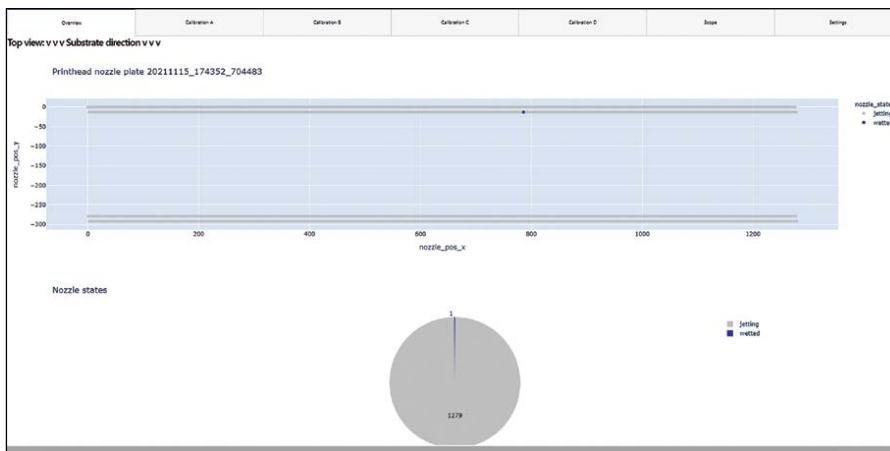 Overview Calibration A Calibration B Calibration C Calibration D Scope Settings
Top view: v v v Substrate direction v v v
Printhead nozzle plate 20211115_174352_704483
nozzle_state
jetting
wetted
nozzle_pos_y
0
−50
−100
−150
−200
−250
−300
0 200 400 600 800 1000 1200
nozzle_pos_x
Nozzle states
1
jetting
wetted
1279